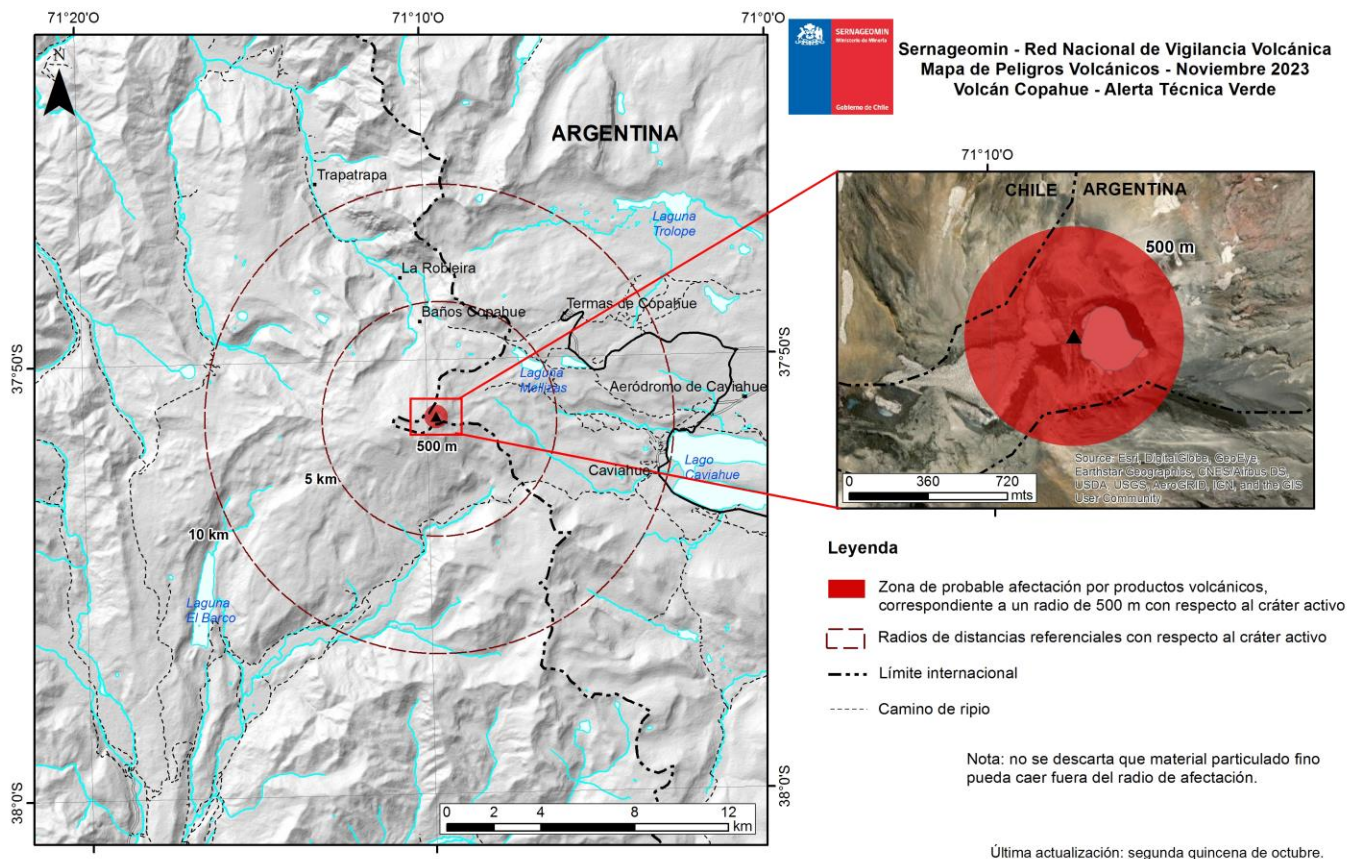 71°20'O
71°10'O
71°0'O
N
ARGENTINA
Trapatrapa
Laguna
Trolope
La Robleira
Termas de Copahue
Baños Copahue
Laguna
Mellizas
Aeródromo de Caviahue
500 m
Caviahue
Lago
Caviahue
5 km
10 km
Laguna
El Barco
37°50'S
37°50'S
38°0'S
38°0'S
0 2 4 8 12
km
SERNAGEOMIN
Ministerio de Minería
Gobierno de Chile
Sernageomin - Red Nacional de Vigilancia Volcánica
Mapa de Peligros Volcánicos - Noviembre 2023
Volcán Copahue - Alerta Técnica Verde
71°10'O
CHILE ARGENTINA
500 m
Source: Esri, DigitalGlobe, GeoEye,
Earthstar Geographics, CNES/Airbus DS,
USDA, USGS, AeroGRID, IGN, and the GIS
User Community
0 360 720
mts
Leyenda
Zona de probable afectación por productos volcánicos,
correspondiente a un radio de 500 m con respecto al cráter activo
Radios de distancias referenciales con respecto al cráter activo
Límite internacional
Camino de ripio
Nota: no se descarta que material particulado fino
pueda caer fuera del radio de afectación.
Última actualización: segunda quincena de octubre.